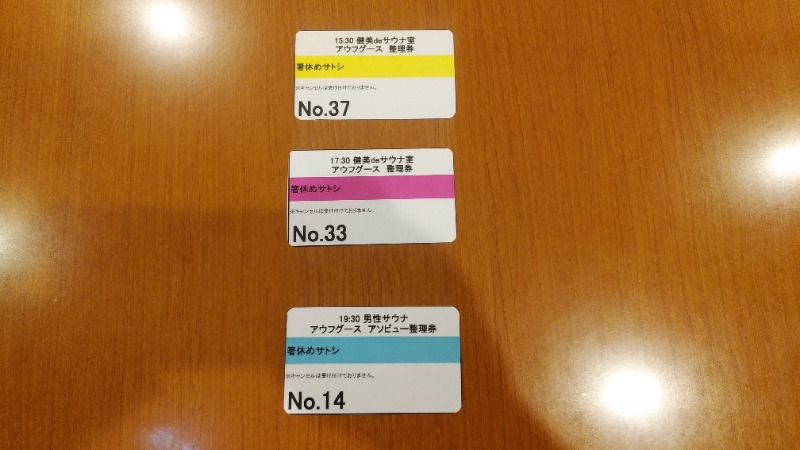 15:30 健美deサウナ室
アウフグース 整理券
箸休めサトシ
※キャンセルは受け付けておりません。
No.37
17:30 健美deサウナ室
アウフグース 整理券
箸休めサトシ
※キャンセルは受け付けておりません。
No.33
19:30 男性サウナ
アウフグース アソビュー整理券
箸休めサトシ
※キャンセルは受け付けておりません。
No.14